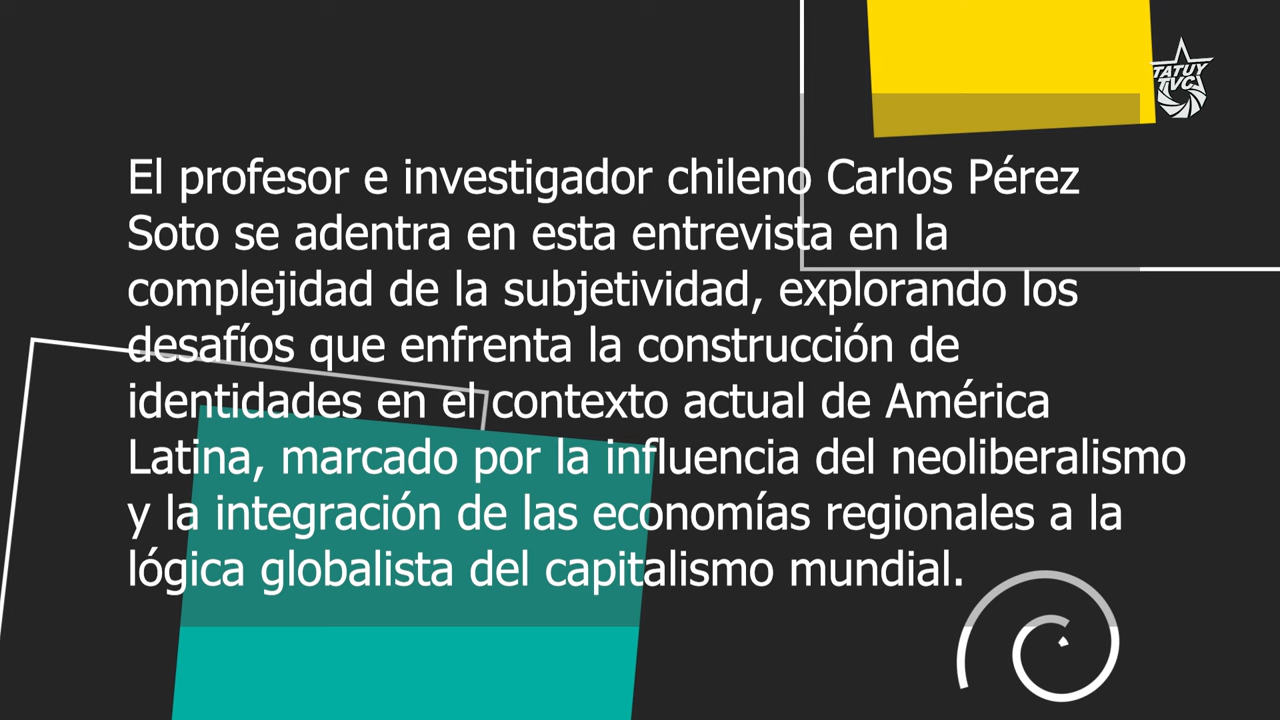 TATUY
TVC
El profesor e investigador chileno Carlos Pérez
Soto se adentra en esta entrevista en la
complejidad de la subjetividad, explorando los
desafíos que enfrenta la construcción de
identidades en el contexto actual de América
Latina, marcado por la influencia del neoliberalismo
y la integración de las economías regionales a la
lógica globalista del capitalismo mundial.